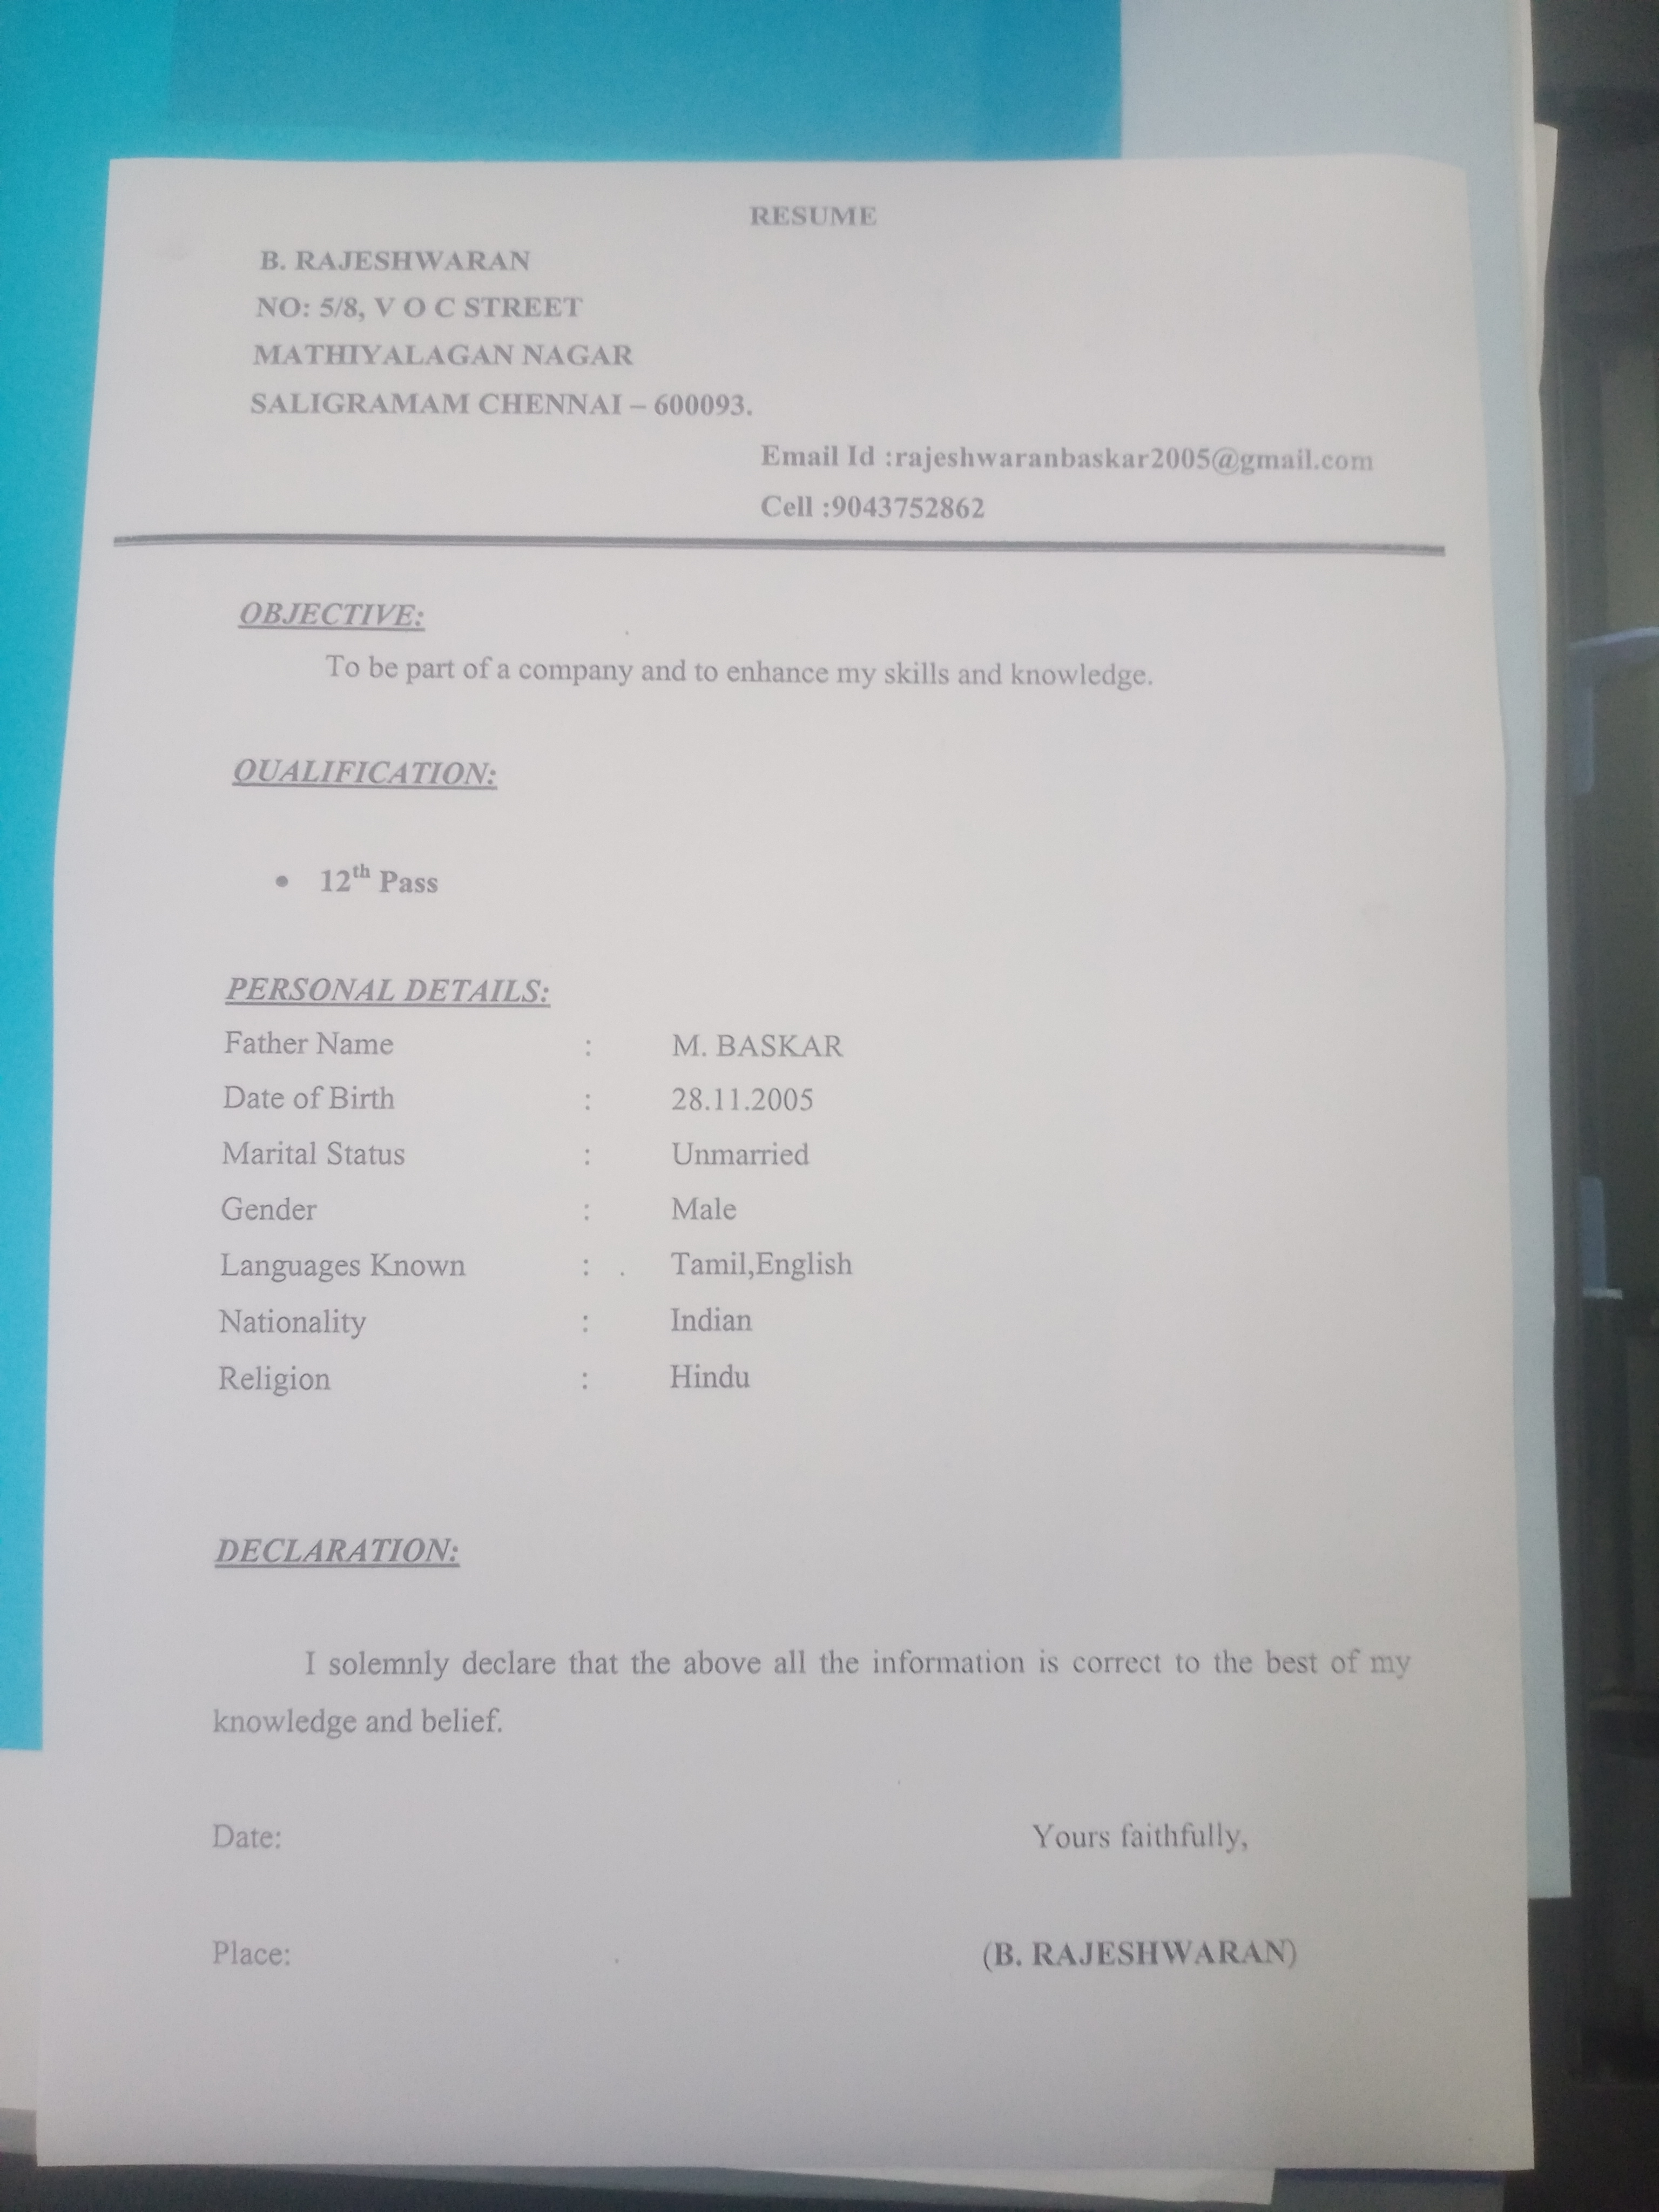 RESUME
B. RAJESHWARAN
NO: 5/8, V O C STREET
MATHIYALAGAN NAGAR
SALIGRAMAM CHENNAI – 600093.
Email Id :rajeshwaranbaskar2005@gmail.com
Cell :9043752862
OBJECTIVE:
To be part of a company and to enhance my skills and knowledge.
QUALIFICATION:
• 12th Pass
PERSONAL DETAILS:
Father Name : M. BASKAR
Date of Birth : 28.11.2005
Marital Status : Unmarried
Gender : Male
Languages Known : Tamil,English
Nationality : Indian
Religion : Hindu
DECLARATION:
I solemnly declare that the above all the information is correct to the best of my
knowledge and belief.
Date: Yours faithfully,
Place: (B. RAJESHWARAN)